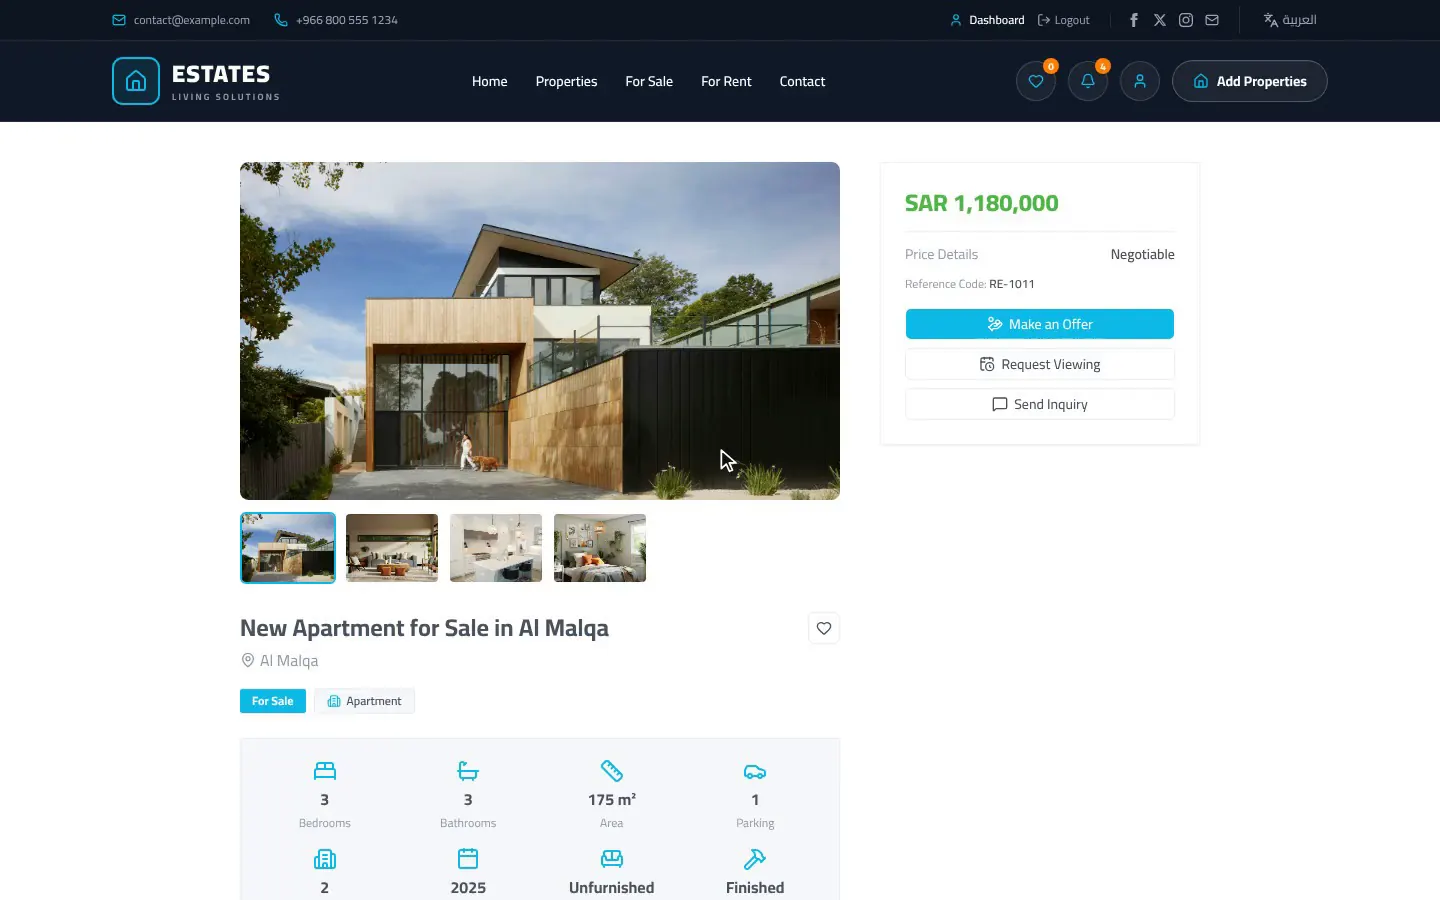 contact@example.com
+966 800 555 1234
Dashboard
Logout
العربية
ESTATES
LIVING SOLUTIONS
Home
Properties
For Sale
For Rent
Contact
0
4
Add Properties
SAR 1,180,000
Price Details
Negotiable
Reference Code: RE-1011
Make an Offer
Request Viewing
Send Inquiry
New Apartment for Sale in Al Malqa
Al Malqa
For Sale
Apartment
3
Bedrooms
3
Bathrooms
175 m²
Area
1
Parking
2
2025
Unfurnished
Finished